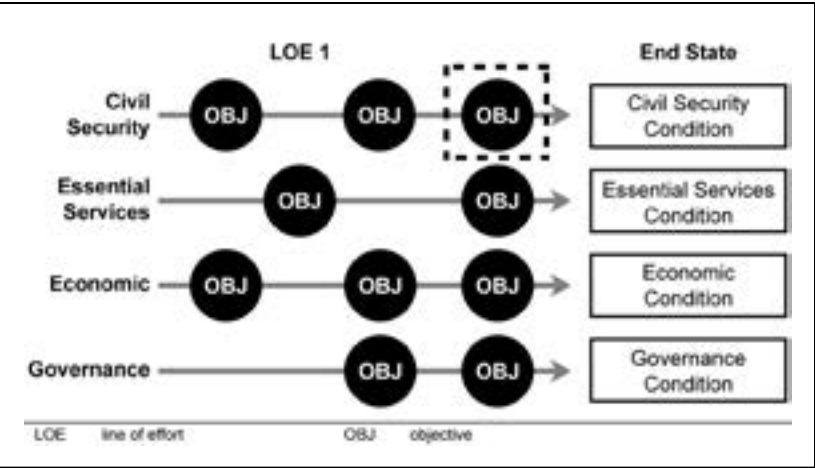 LOE 1
End State
Civil
Security
OBJ
OBJ
OBJ
Civil Security
Condition
Essential
Services
OBJ
OBJ
Essential Services
Condition
Economic
OBJ
OBJ
OBJ
Economic
Condition
Governance
OBJ
OBJ
Governance
Condition
LOE line of effort OBJ objective